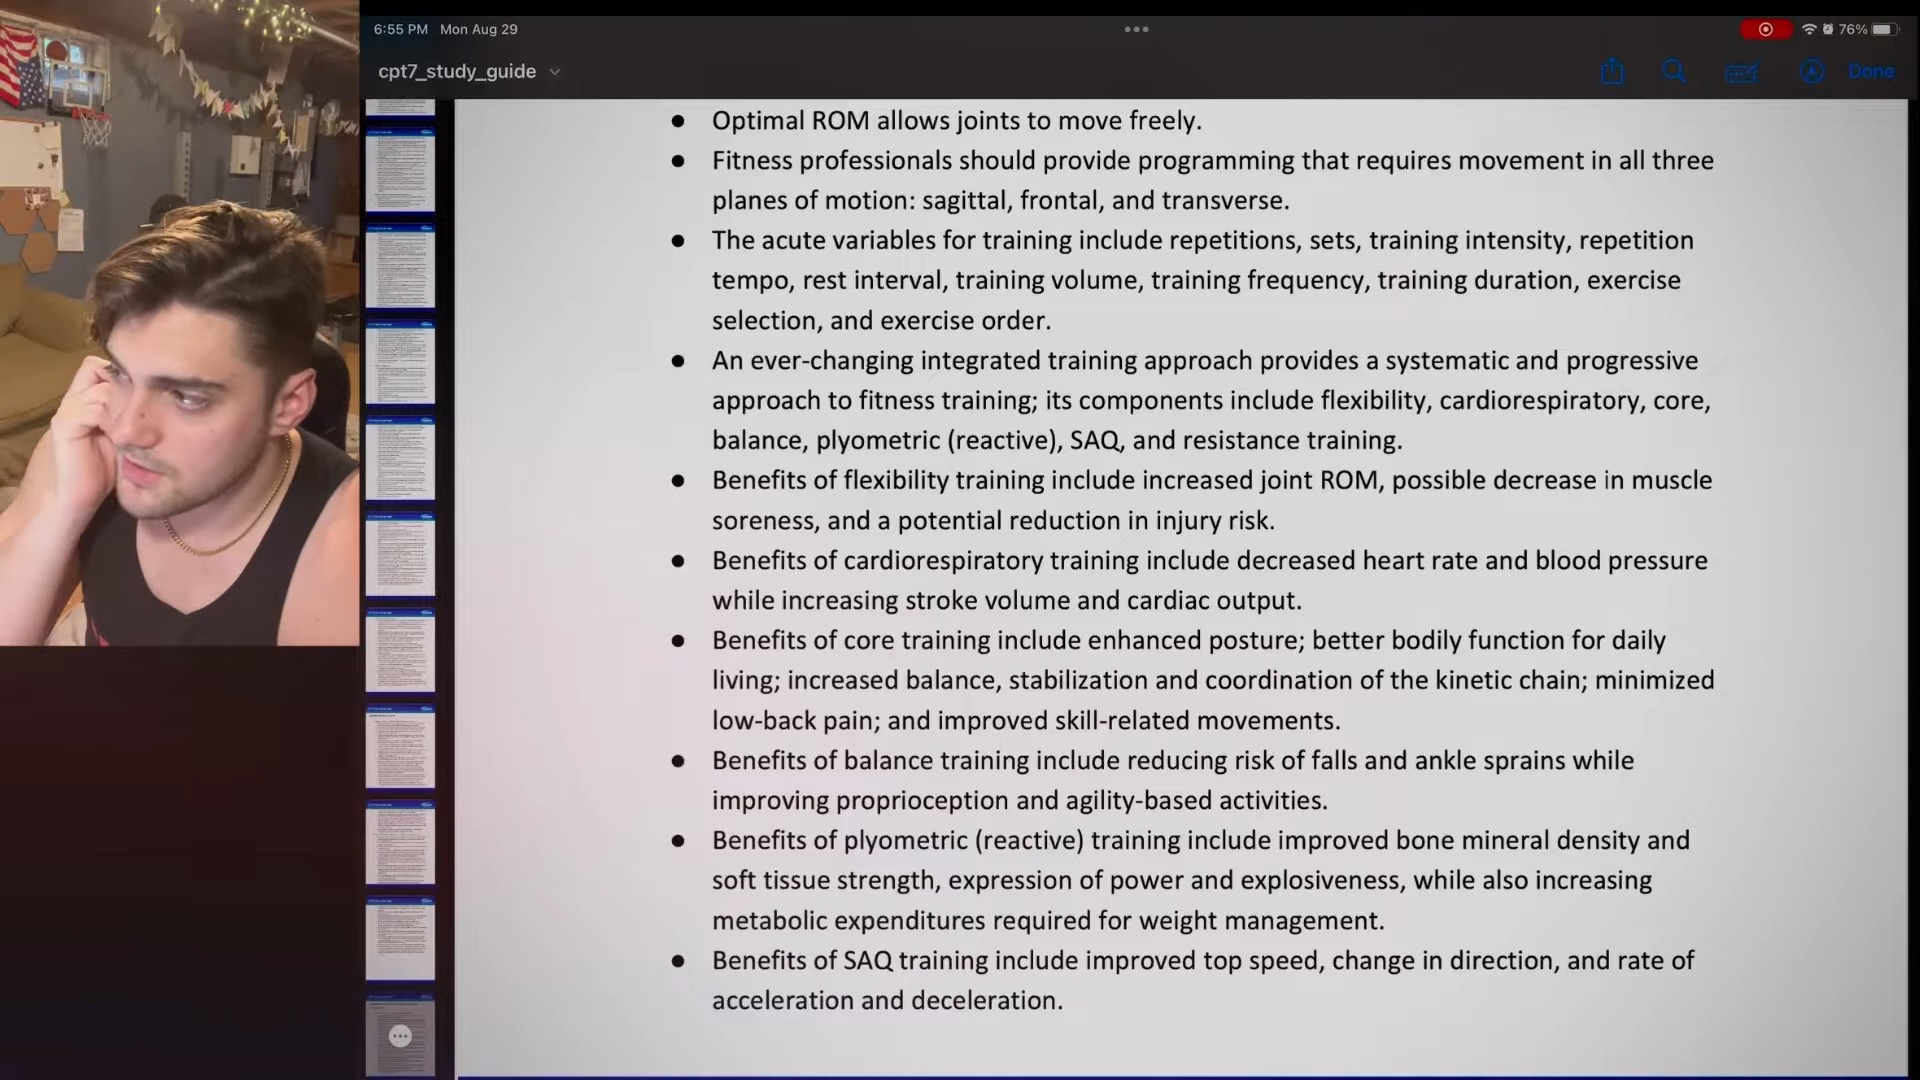 6:55 PM Mon Aug 29
76%
cpt7_study_guide
Done
● Optimal ROM allows joints to move freely.
● Fitness professionals should provide programming that requires movement in all three
planes of motion: sagittal, frontal, and transverse.
● The acute variables for training include repetitions, sets, training intensity, repetition
tempo, rest interval, training volume, training frequency, training duration, exercise
selection, and exercise order.
● An ever-changing integrated training approach provides a systematic and progressive
approach to fitness training; its components include flexibility, cardiorespiratory, core,
balance, plyometric (reactive), SAQ, and resistance training.
● Benefits of flexibility training include increased joint ROM, possible decrease in muscle
soreness, and a potential reduction in injury risk.
● Benefits of cardiorespiratory training include decreased heart rate and blood pressure
while increasing stroke volume and cardiac output.
● Benefits of core training include enhanced posture; better bodily function for daily
living; increased balance, stabilization and coordination of the kinetic chain; minimized
low-back pain; and improved skill-related movements.
● Benefits of balance training include reducing risk of falls and ankle sprains while
improving proprioception and agility-based activities.
● Benefits of plyometric (reactive) training include improved bone mineral density and
soft tissue strength, expression of power and explosiveness, while also increasing
metabolic expenditures required for weight management.
● Benefits of SAQ training include improved top speed, change in direction, and rate of
acceleration and deceleration.